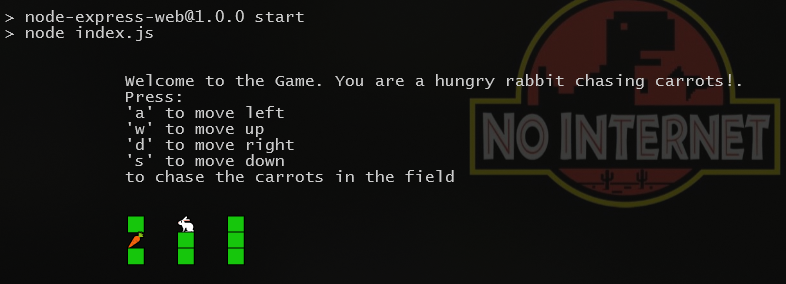 > node-express-web@1.0.0 start
> node index.js
Welcome to the Game. You are a hungry rabbit chasing carrots!.
Press:
'a' to move left
'w' to move up
'd' to move right
's' to move down
to chase the carrots in the field
NO INTERNET